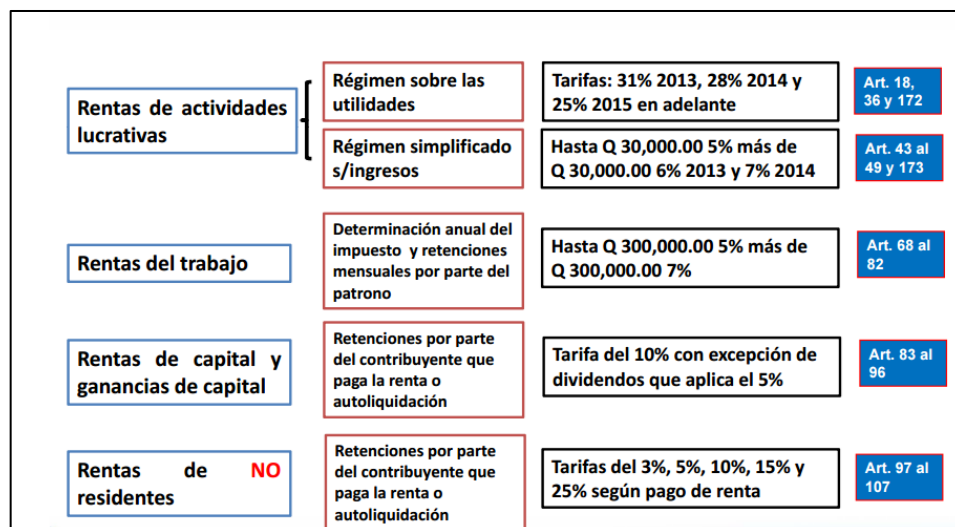 Rentas de actividades
lucrativas
Régimen sobre las
utilidades
Tarifas: 31% 2013, 28% 2014 y
25% 2015 en adelante
Art. 18,
36 y 172
Régimen simplificado
s/ingresos
Hasta Q 30,000.00 5% más de
Q 30,000.00 6% 2013 y 7% 2014
Art. 43 al
49 y 173
Rentas del trabajo
Determinación anual del
impuesto y retenciones
mensuales por parte del
patrono
Hasta Q 300,000.00 5% más de
Q 300,000.00 7%
Art. 68 al
82
Rentas de capital y
ganancias de capital
Retenciones por parte
del contribuyente que
paga la renta o
autoliquidación
Tarifa del 10% con excepción de
dividendos que aplica el 5%
Art. 83 al
96
Rentas de NO
residentes
Retenciones por parte
del contribuyente que
paga la renta o
autoliquidación
Tarifas del 3%, 5%, 10%, 15% y
25% según pago de renta
Art. 97 al
107